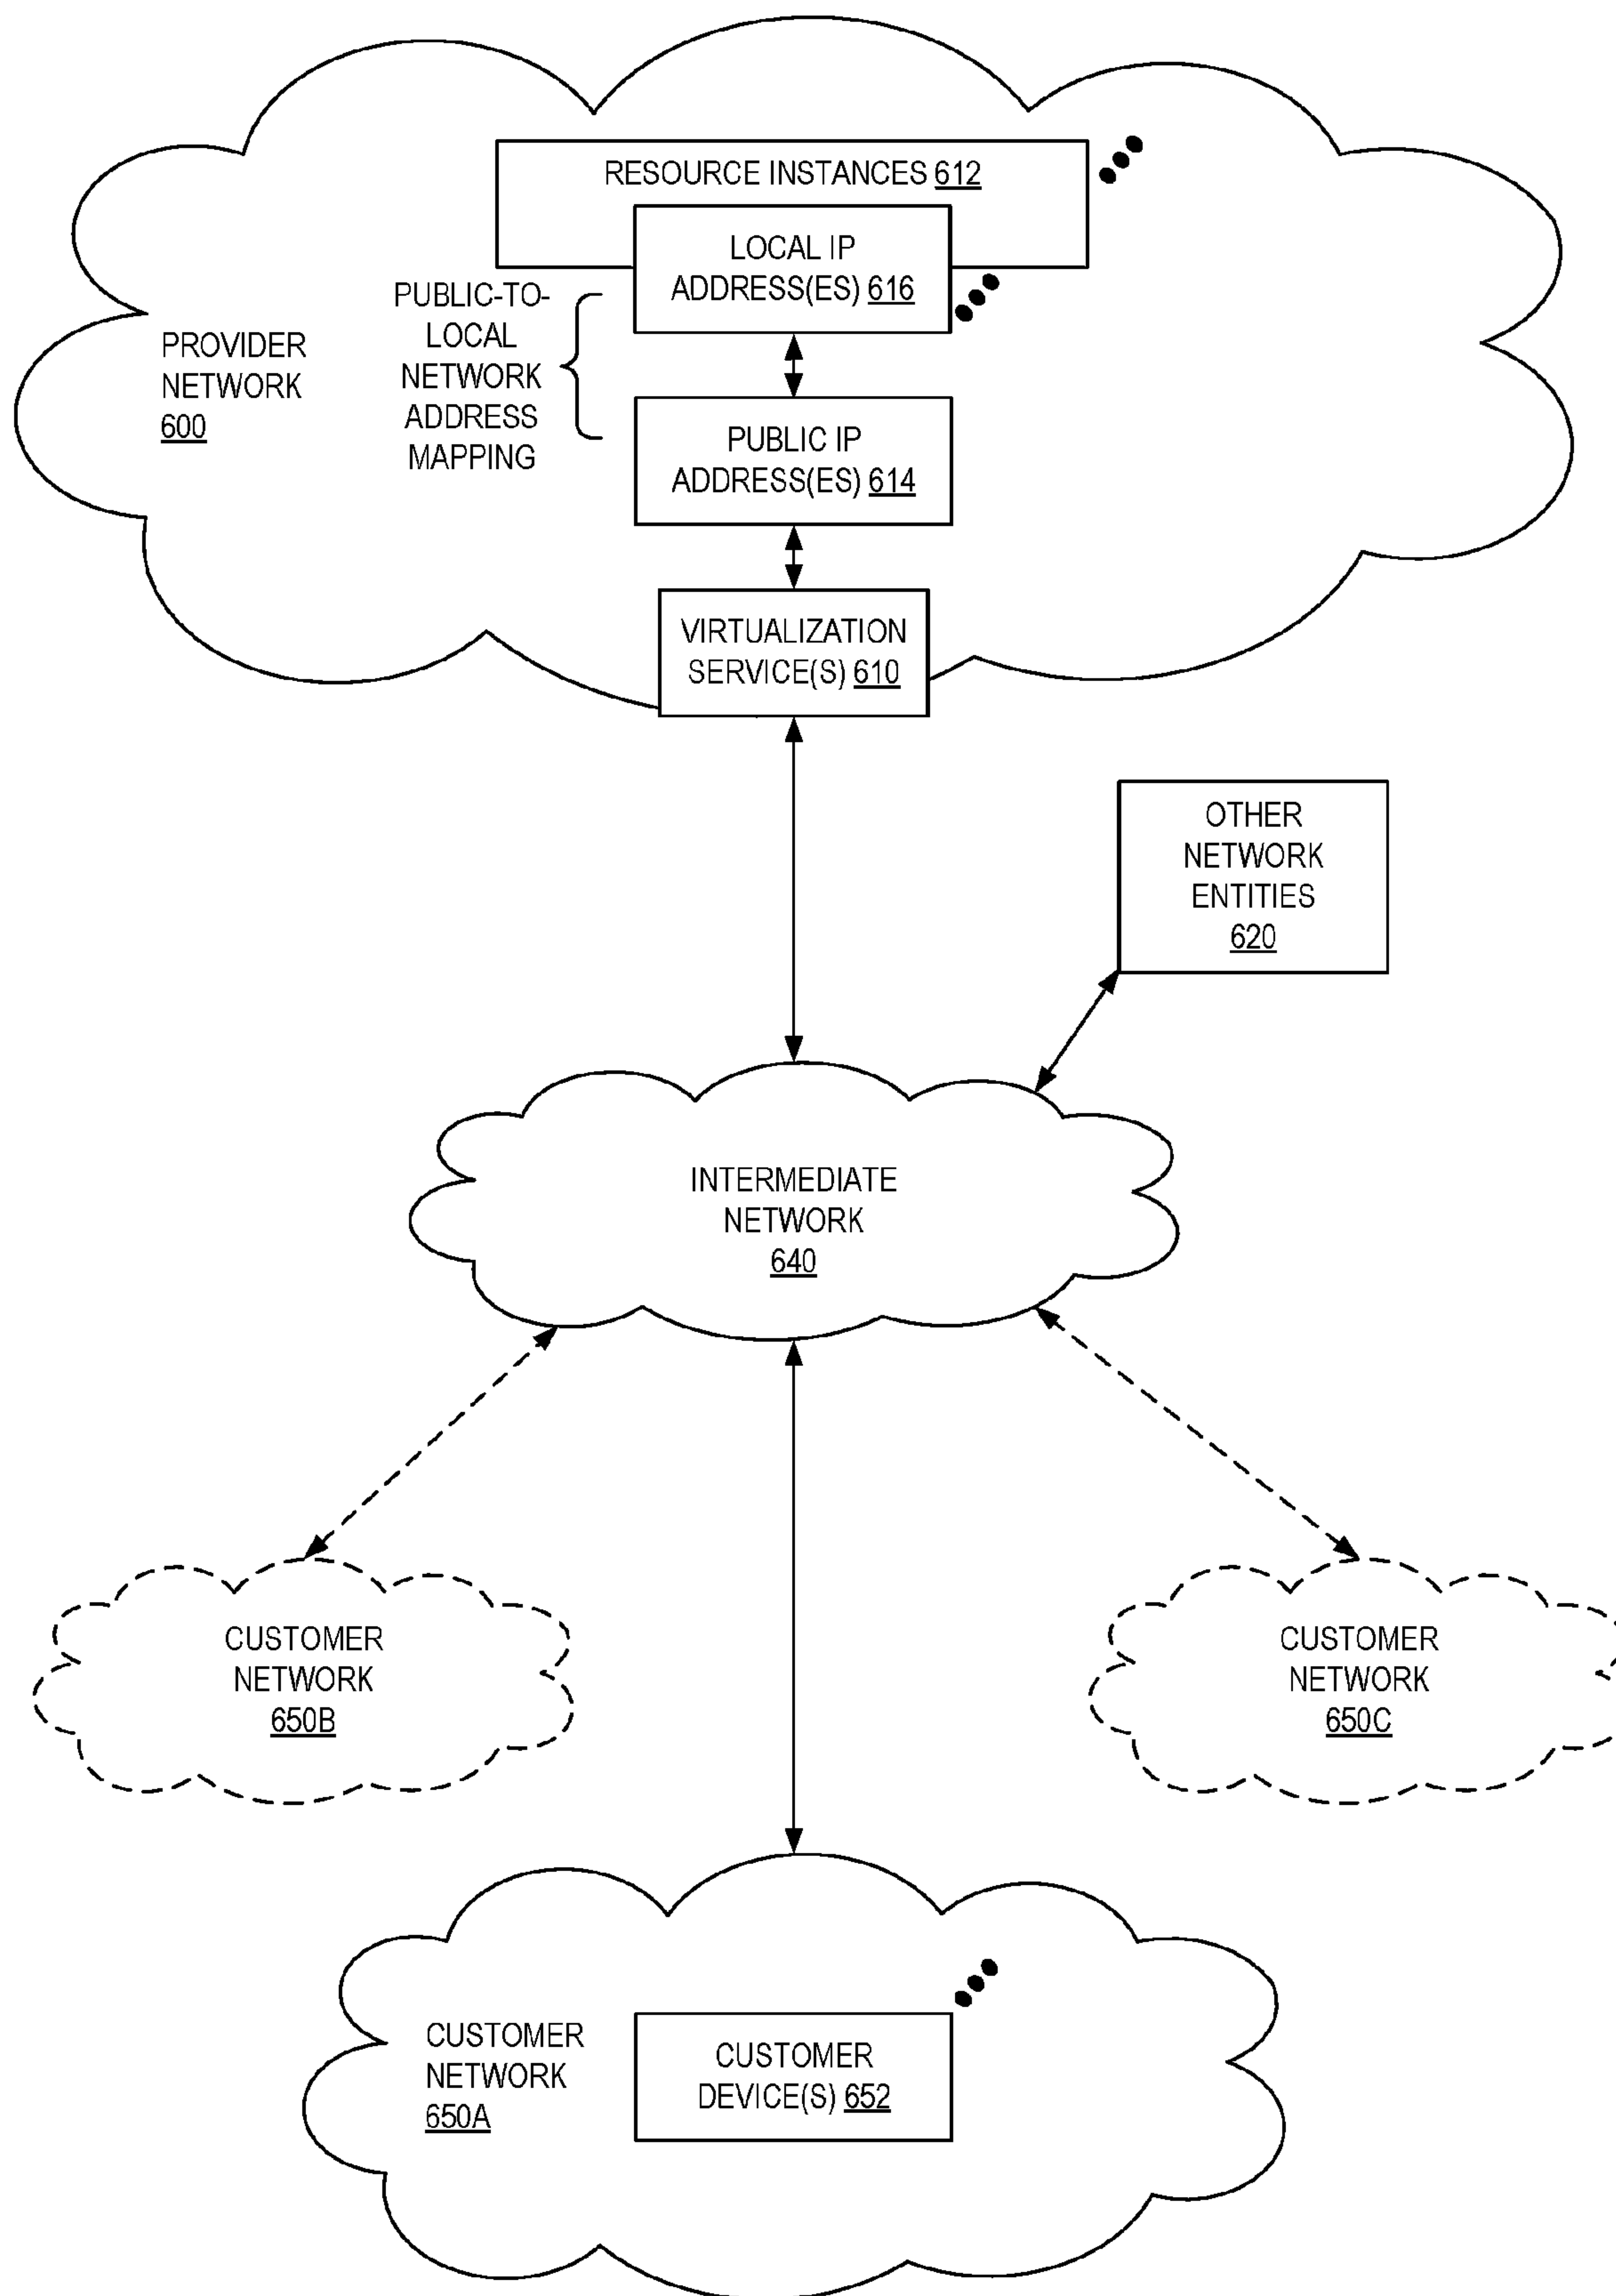 RESOURCE INSTANCES 612
LOCAL IP
ADDRESS(ES) 616
PUBLIC-TO-
LOCAL
NETWORK
ADDRESS
MAPPING
PROVIDER
NETWORK
600
PUBLIC IP
ADDRESS(ES) 614
VIRTUALIZATION
SERVICE(S) 610
OTHER
NETWORK
ENTITIES
620
INTERMEDIATE
NETWORK
640
CUSTOMER
NETWORK
650B
CUSTOMER
NETWORK
650C
CUSTOMER
NETWORK
650A
CUSTOMER
DEVICE(S) 652